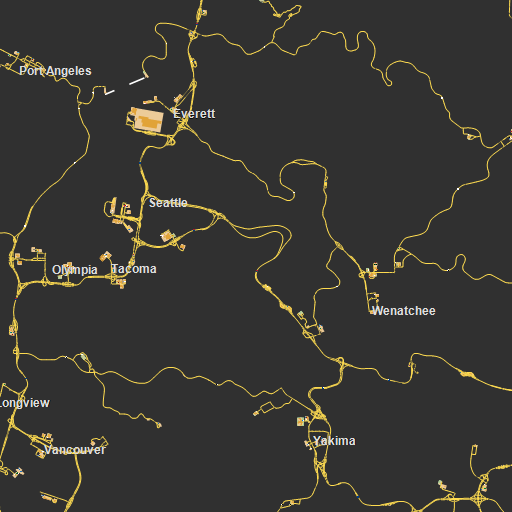 Port Angeles
Everett
Seattle
Olympia
Tacoma
Wenatchee
Longview
Yakima
Vancouver